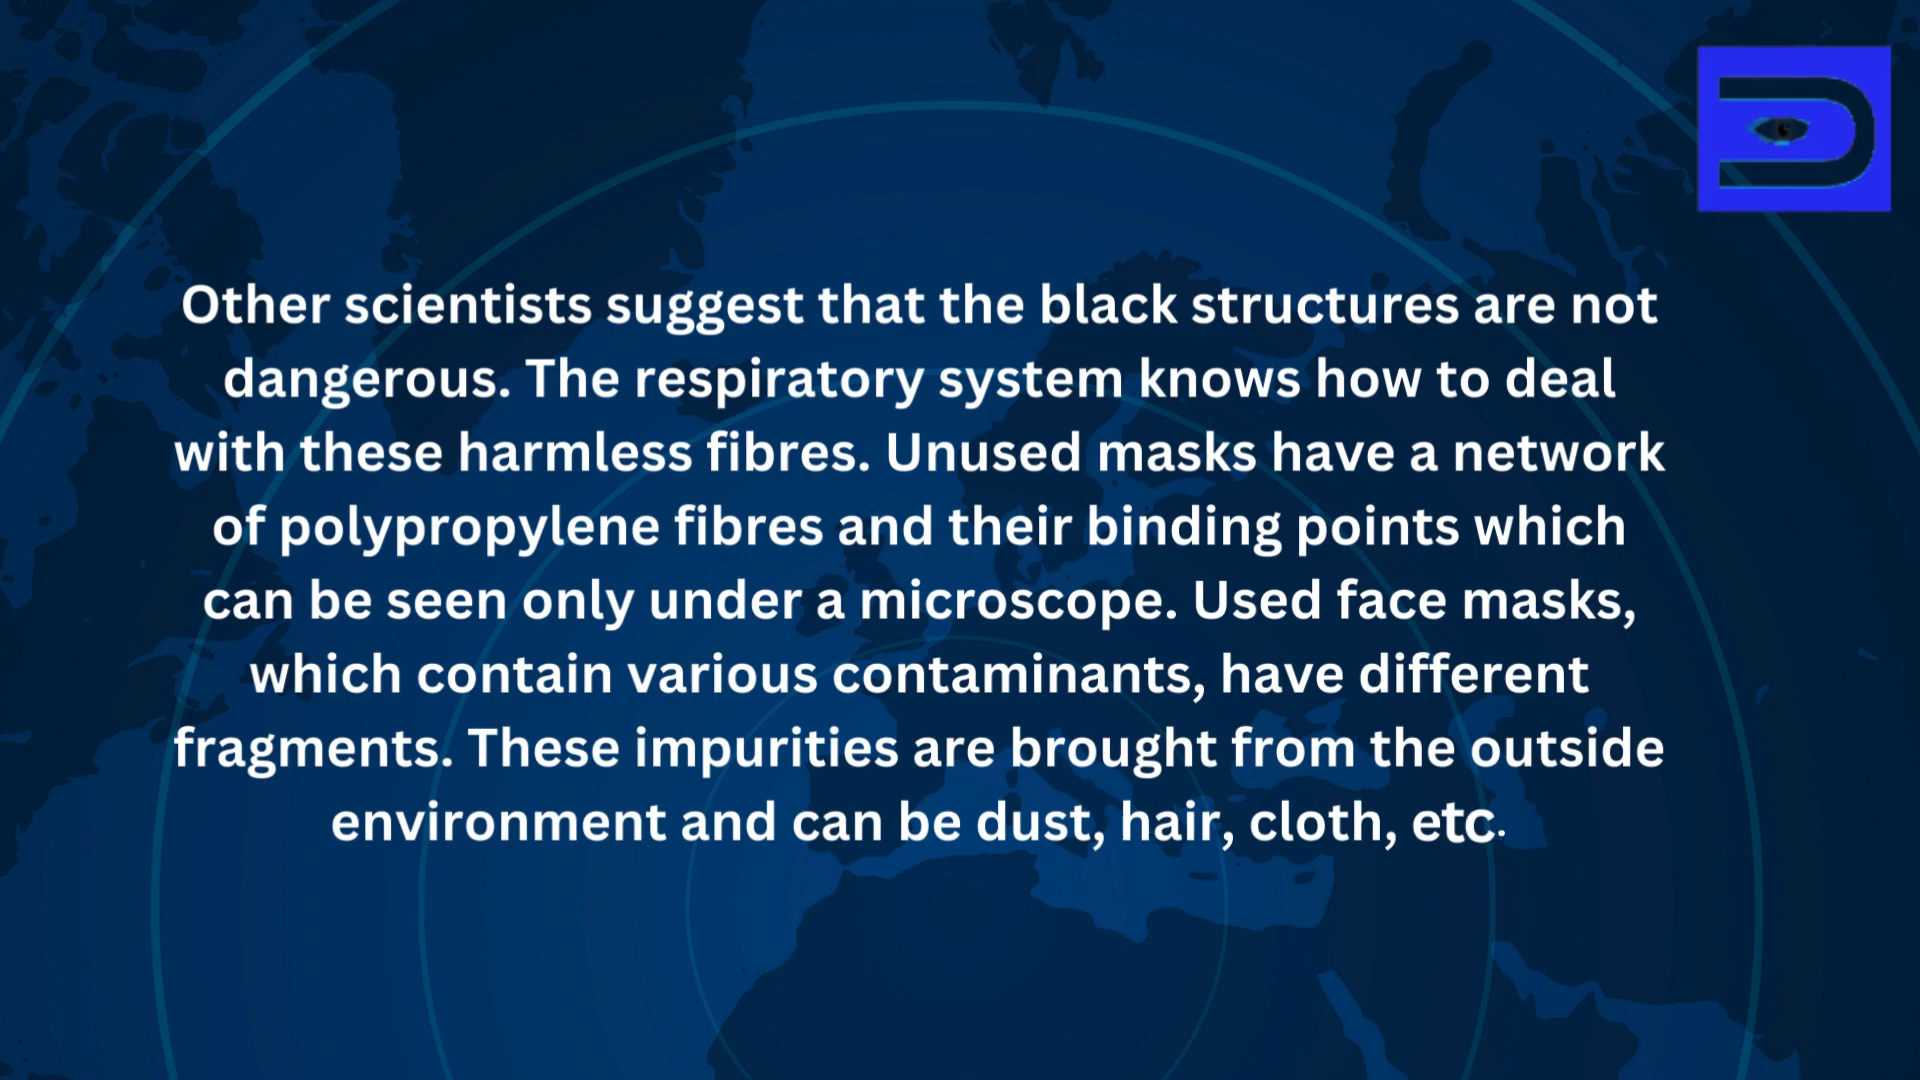 Other scientists suggest that the black structures are not
dangerous. The respiratory system knows how to deal
with these harmless fibres. Unused masks have a network
of polypropylene fibres and their binding points which
can be seen only under a microscope. Used face masks,
which contain various contaminants, have different
fragments. These impurities are brought from the outside
environment and can be dust, hair, cloth, etc.